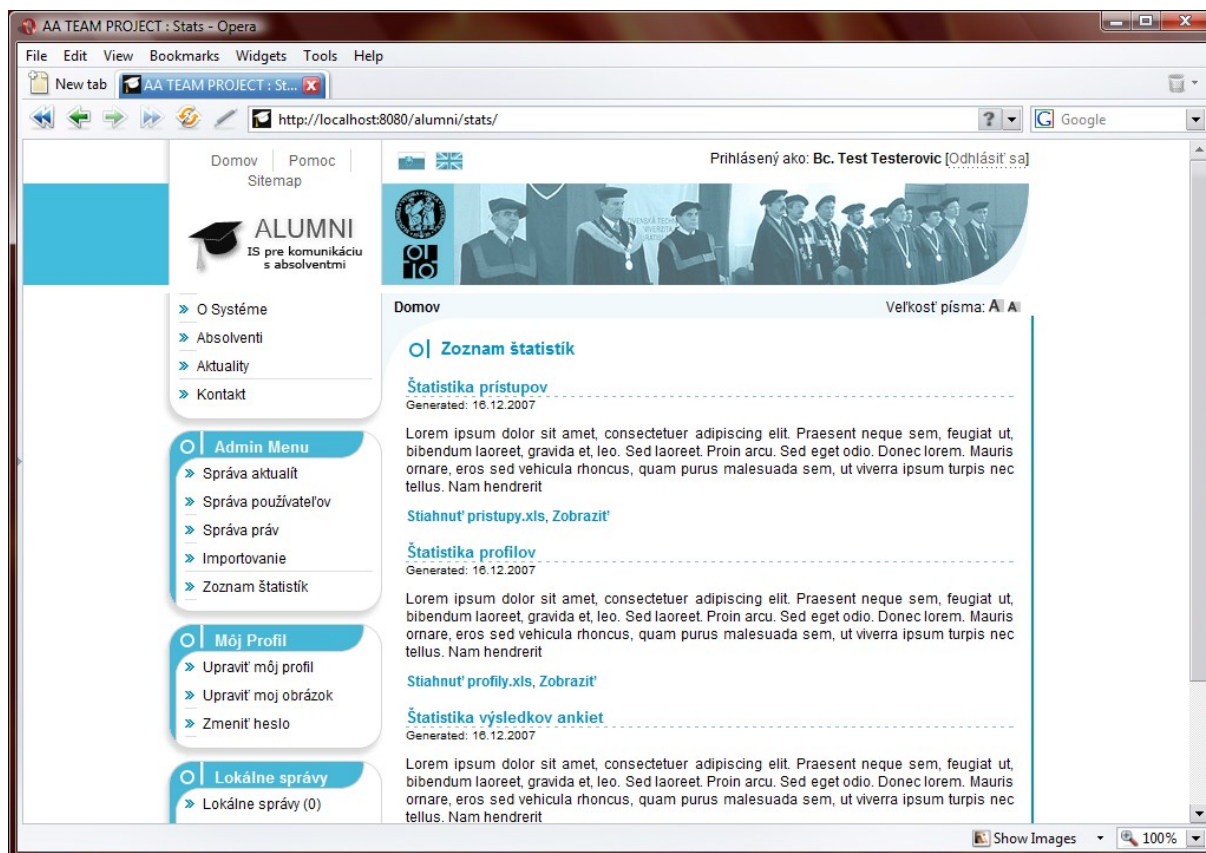 AA TEAM PROJECT : Stats - Opera
File Edit View Bookmarks Widgets Tools Help
New tab AA TEAM PROJECT : St...
http://localhost:8080/alumni/stats/ ? Google
Domov Pomoc
Sitemap
Prihlásený ako: Bc. Test Testerovic [Odhlásiť sa]
ALUMNI
IS pre komunikáciu
s absolventmi
O Systéme
Absolventi
Aktuality
Kontakt
Admin Menu
Správa aktualít
Správa používateľov
Správa práv
Importovanie
Zoznam štatistík
Môj Profil
Upraviť môj profil
Upraviť moj obrázok
Zmeniť heslo
Lokálne správy
Lokálne správy (0)
Domov Veľkosť písma: A A
Zoznam štatistík
Štatistika prístupov
Generated: 16.12.2007
Lorem ipsum dolor sit amet, consectetuer adipiscing elit. Praesent neque sem, feugiat ut,
bibendum laoreet, gravida et, leo. Sed laoreet. Proin arcu. Sed eget odio. Donec lorem. Mauris
ornare, eros sed vehicula rhoncus, quam purus malesuada sem, ut viverra ipsum turpis nec
tellus. Nam hendrerit
Stiahnuť pristupy.xls, Zobraziť
Štatistika profilov
Generated: 16.12.2007
Lorem ipsum dolor sit amet, consectetuer adipiscing elit. Praesent neque sem, feugiat ut,
bibendum laoreet, gravida et, leo. Sed laoreet. Proin arcu. Sed eget odio. Donec lorem. Mauris
ornare, eros sed vehicula rhoncus, quam purus malesuada sem, ut viverra ipsum turpis nec
tellus. Nam hendrerit
Stiahnuť profily.xls, Zobraziť
Štatistika výsledkov ankiet
Generated: 16.12.2007
Lorem ipsum dolor sit amet, consectetuer adipiscing elit. Praesent neque sem, feugiat ut,
bibendum laoreet, gravida et, leo. Sed laoreet. Proin arcu. Sed eget odio. Donec lorem. Mauris
ornare, eros sed vehicula rhoncus, quam purus malesuada sem, ut viverra ipsum turpis nec
tellus. Nam hendrerit
Show Images 100%